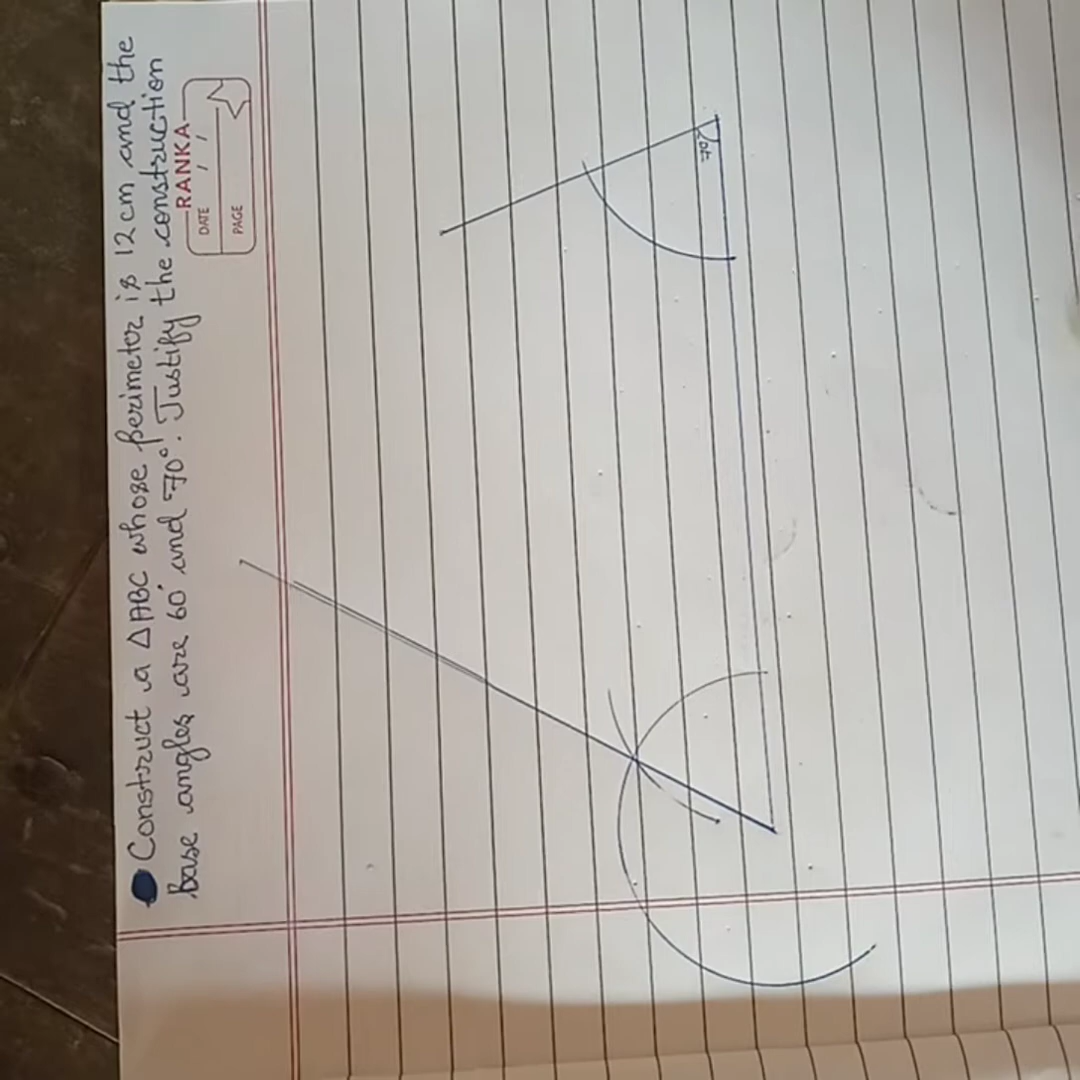 Construct a ΔABC whose perimeter is 12 cm and the
base angles are 60° and 70°. Justify the construction
RANKA
DATE / /
PAGE
70